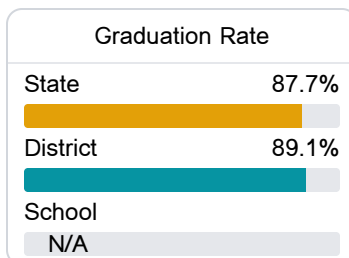 Graduation Rate
State 87.7%
District 89.1%
School
N/A